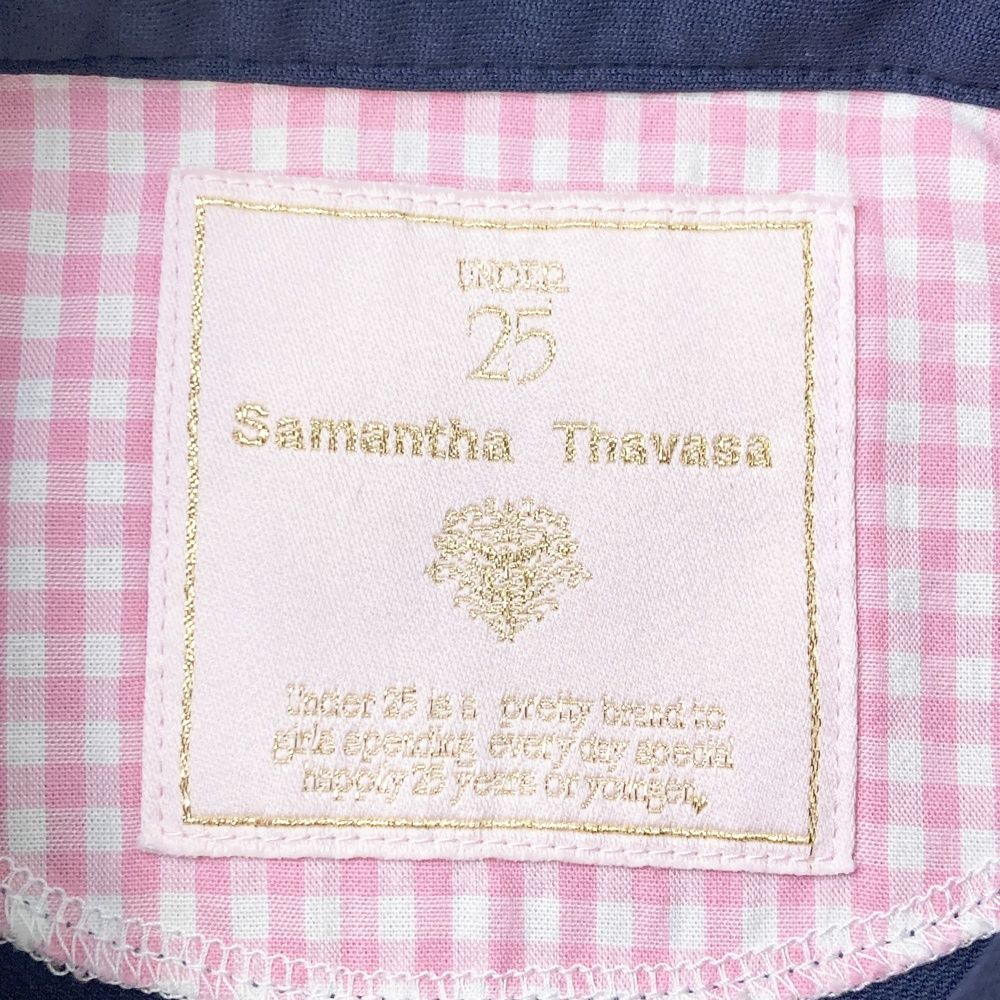 UNDER
25
Samantha Thavasa
Under 25 is a pretty brand to
girls spending every day special
happily 25 years or younger.